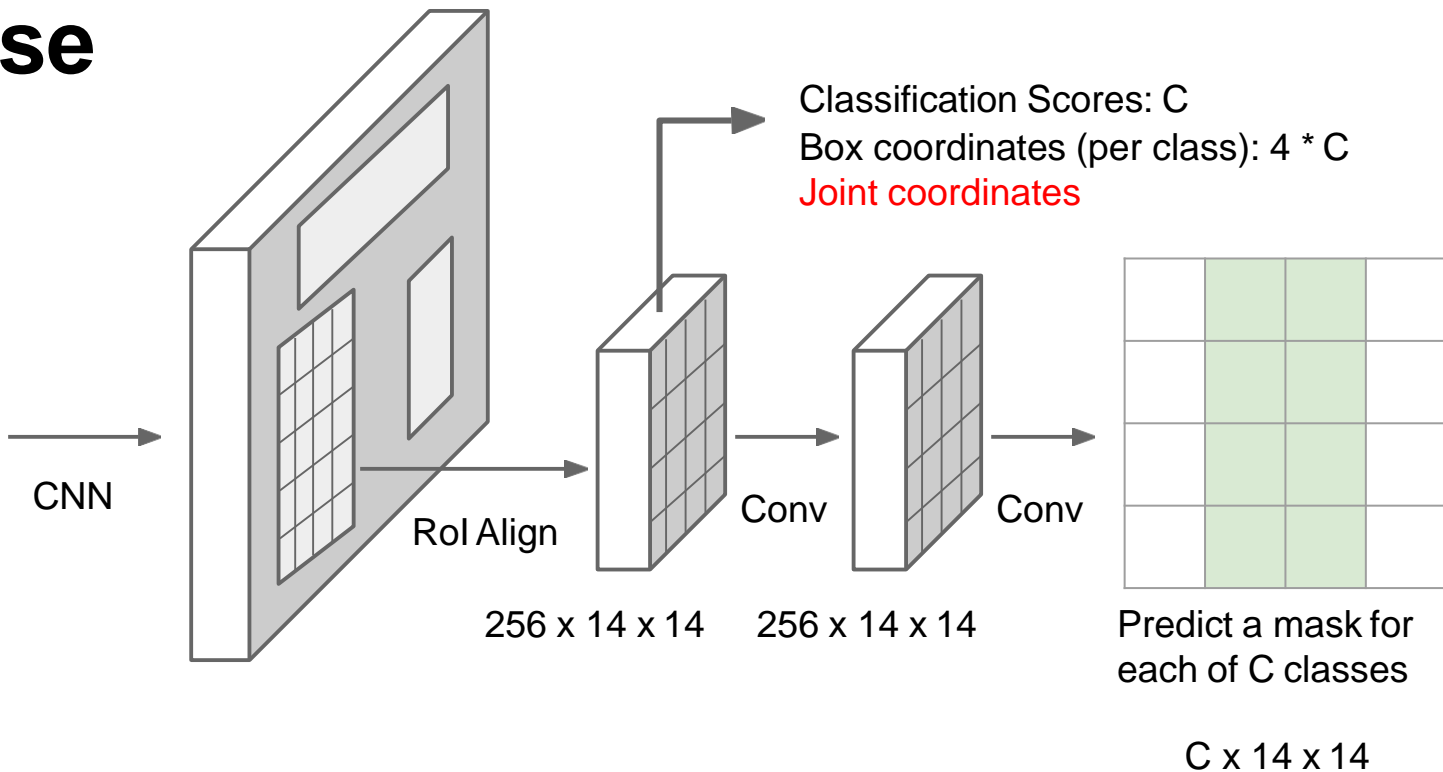 se
Classification Scores: C
Box coordinates (per class): 4 * C
Joint coordinates
CNN
RoI Align
Conv
Conv
256 x 14 x 14
256 x 14 x 14
Predict a mask for
each of C classes
C x 14 x 14